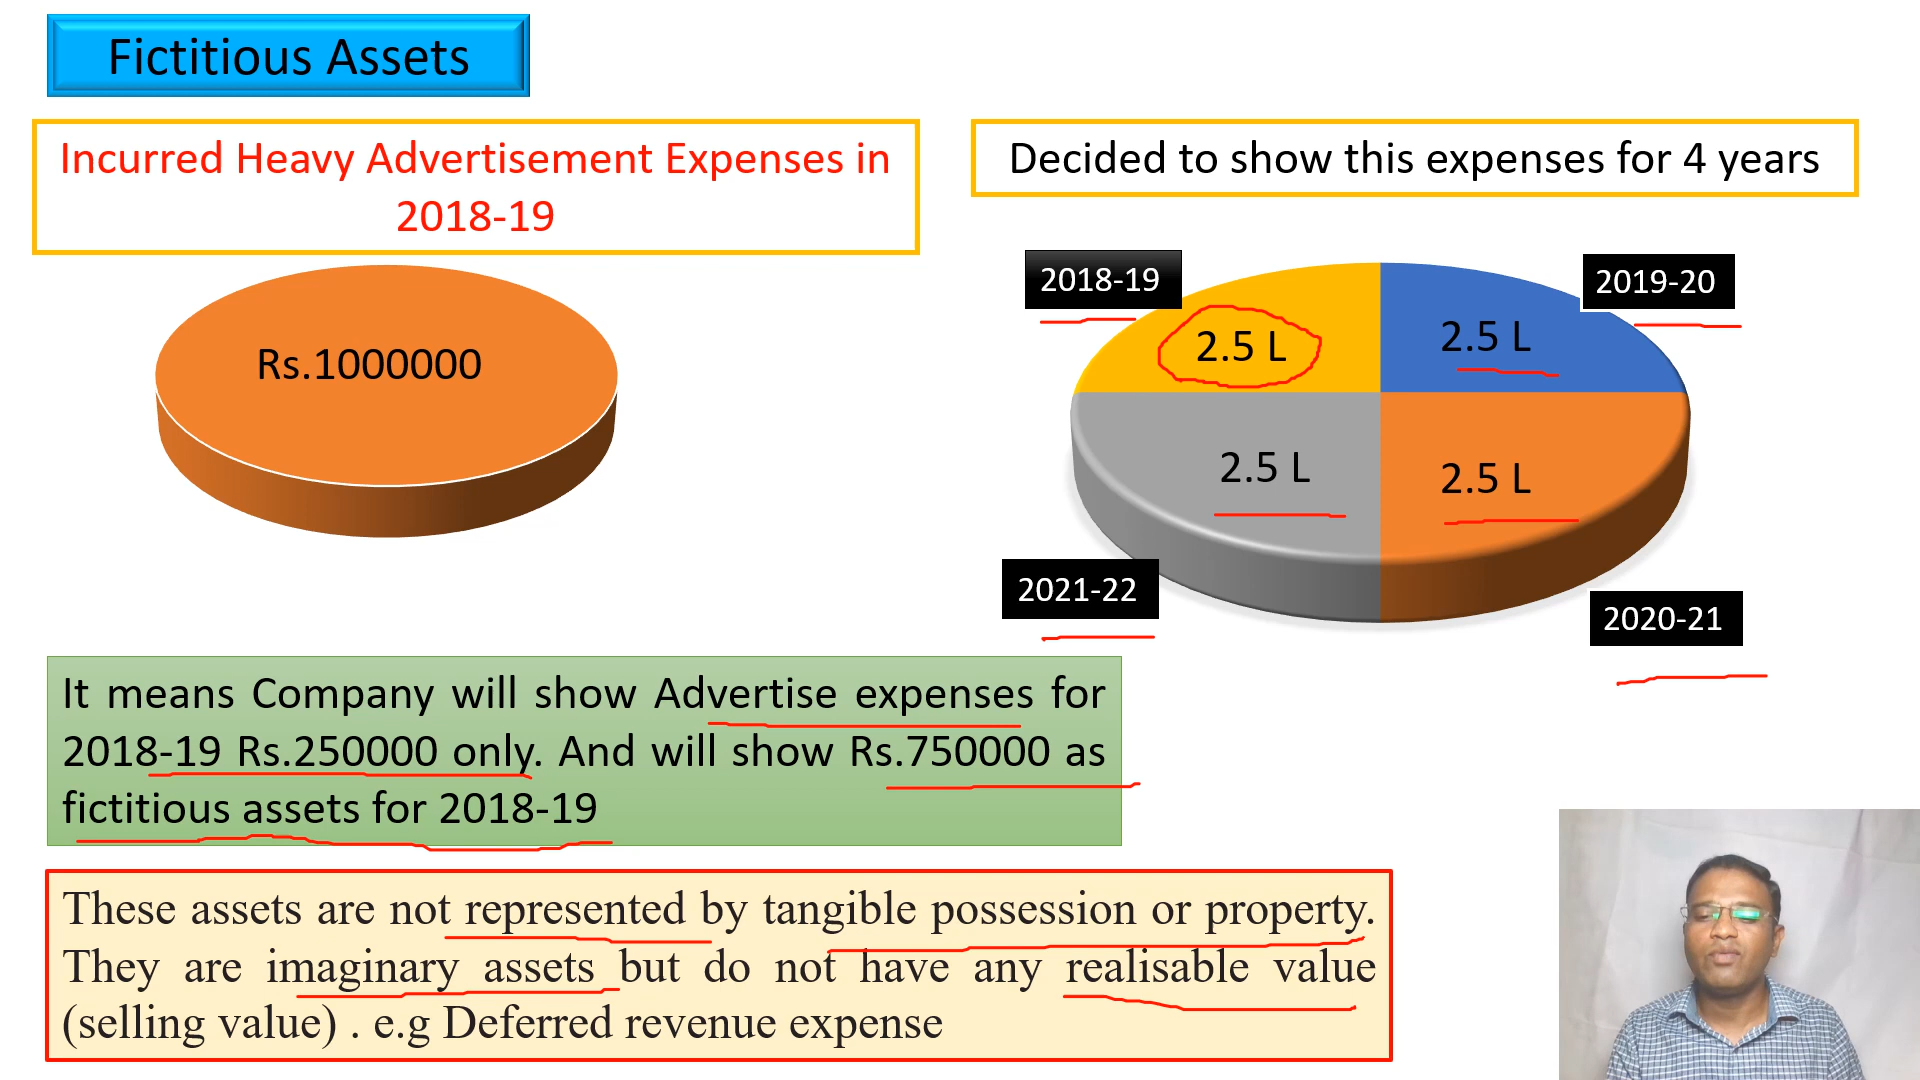 Fictitious Assets
Incurred Heavy Advertisement Expenses in
2018-19
Rs.1000000
Decided to show this expenses for 4 years
2018-19
2019-20
2.5 L
2.5 L
2.5 L
2.5 L
2021-22
2020-21
It means Company will show Advertise expenses for
2018-19 Rs.250000 only. And will show Rs.750000 as
fictitious assets for 2018-19
These assets are not represented by tangible possession or property.
They are imaginary assets but do not have any realisable value
(selling value) . e.g Deferred revenue expense